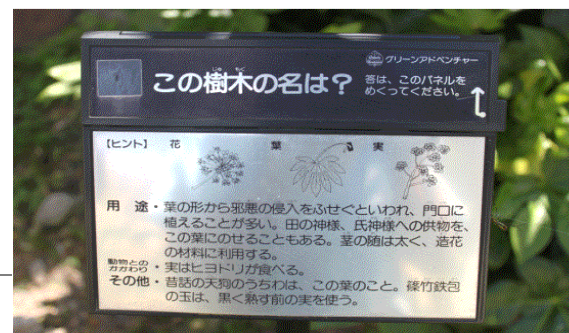 グリーンアドベンチャー
この樹木の名は？
答は、このパネルを
めくってください。
【ヒント】 花 葉 実
用 途・葉の形から邪悪の侵入をふせぐといわれ、門口に
植えることが多い。田の神様、氏神様への供物を、
この葉にのせることもある。茎の随は太く、造花
の材料に利用する。
動物との
かかわり・実はヒヨドリが食べる。
その他・昔話の天狗のうちわは、この葉のこと。篠竹鉄包
の玉は、黒く熟す前の実を使う。